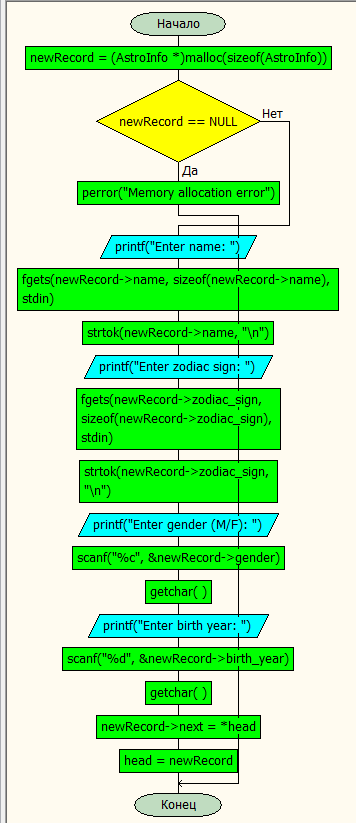 Начало
newRecord = (AstroInfo *)malloc(sizeof(AstroInfo))
newRecord == NULL
Нет
Да
perror("Memory allocation error")
printf("Enter name: ")
fgets(newRecord->name, sizeof(newRecord->name),
stdin)
strtok(newRecord->name, "\n")
printf("Enter zodiac sign: ")
fgets(newRecord->zodiac_sign,
sizeof(newRecord->zodiac_sign),
stdin)
strtok(newRecord->zodiac_sign,
"\n")
printf("Enter gender (M/F): ")
scanf("%c", &newRecord->gender)
getchar( )
printf("Enter birth year: ")
scanf("%d", &newRecord->birth_year)
getchar( )
newRecord->next = *head
head = newRecord
Конец